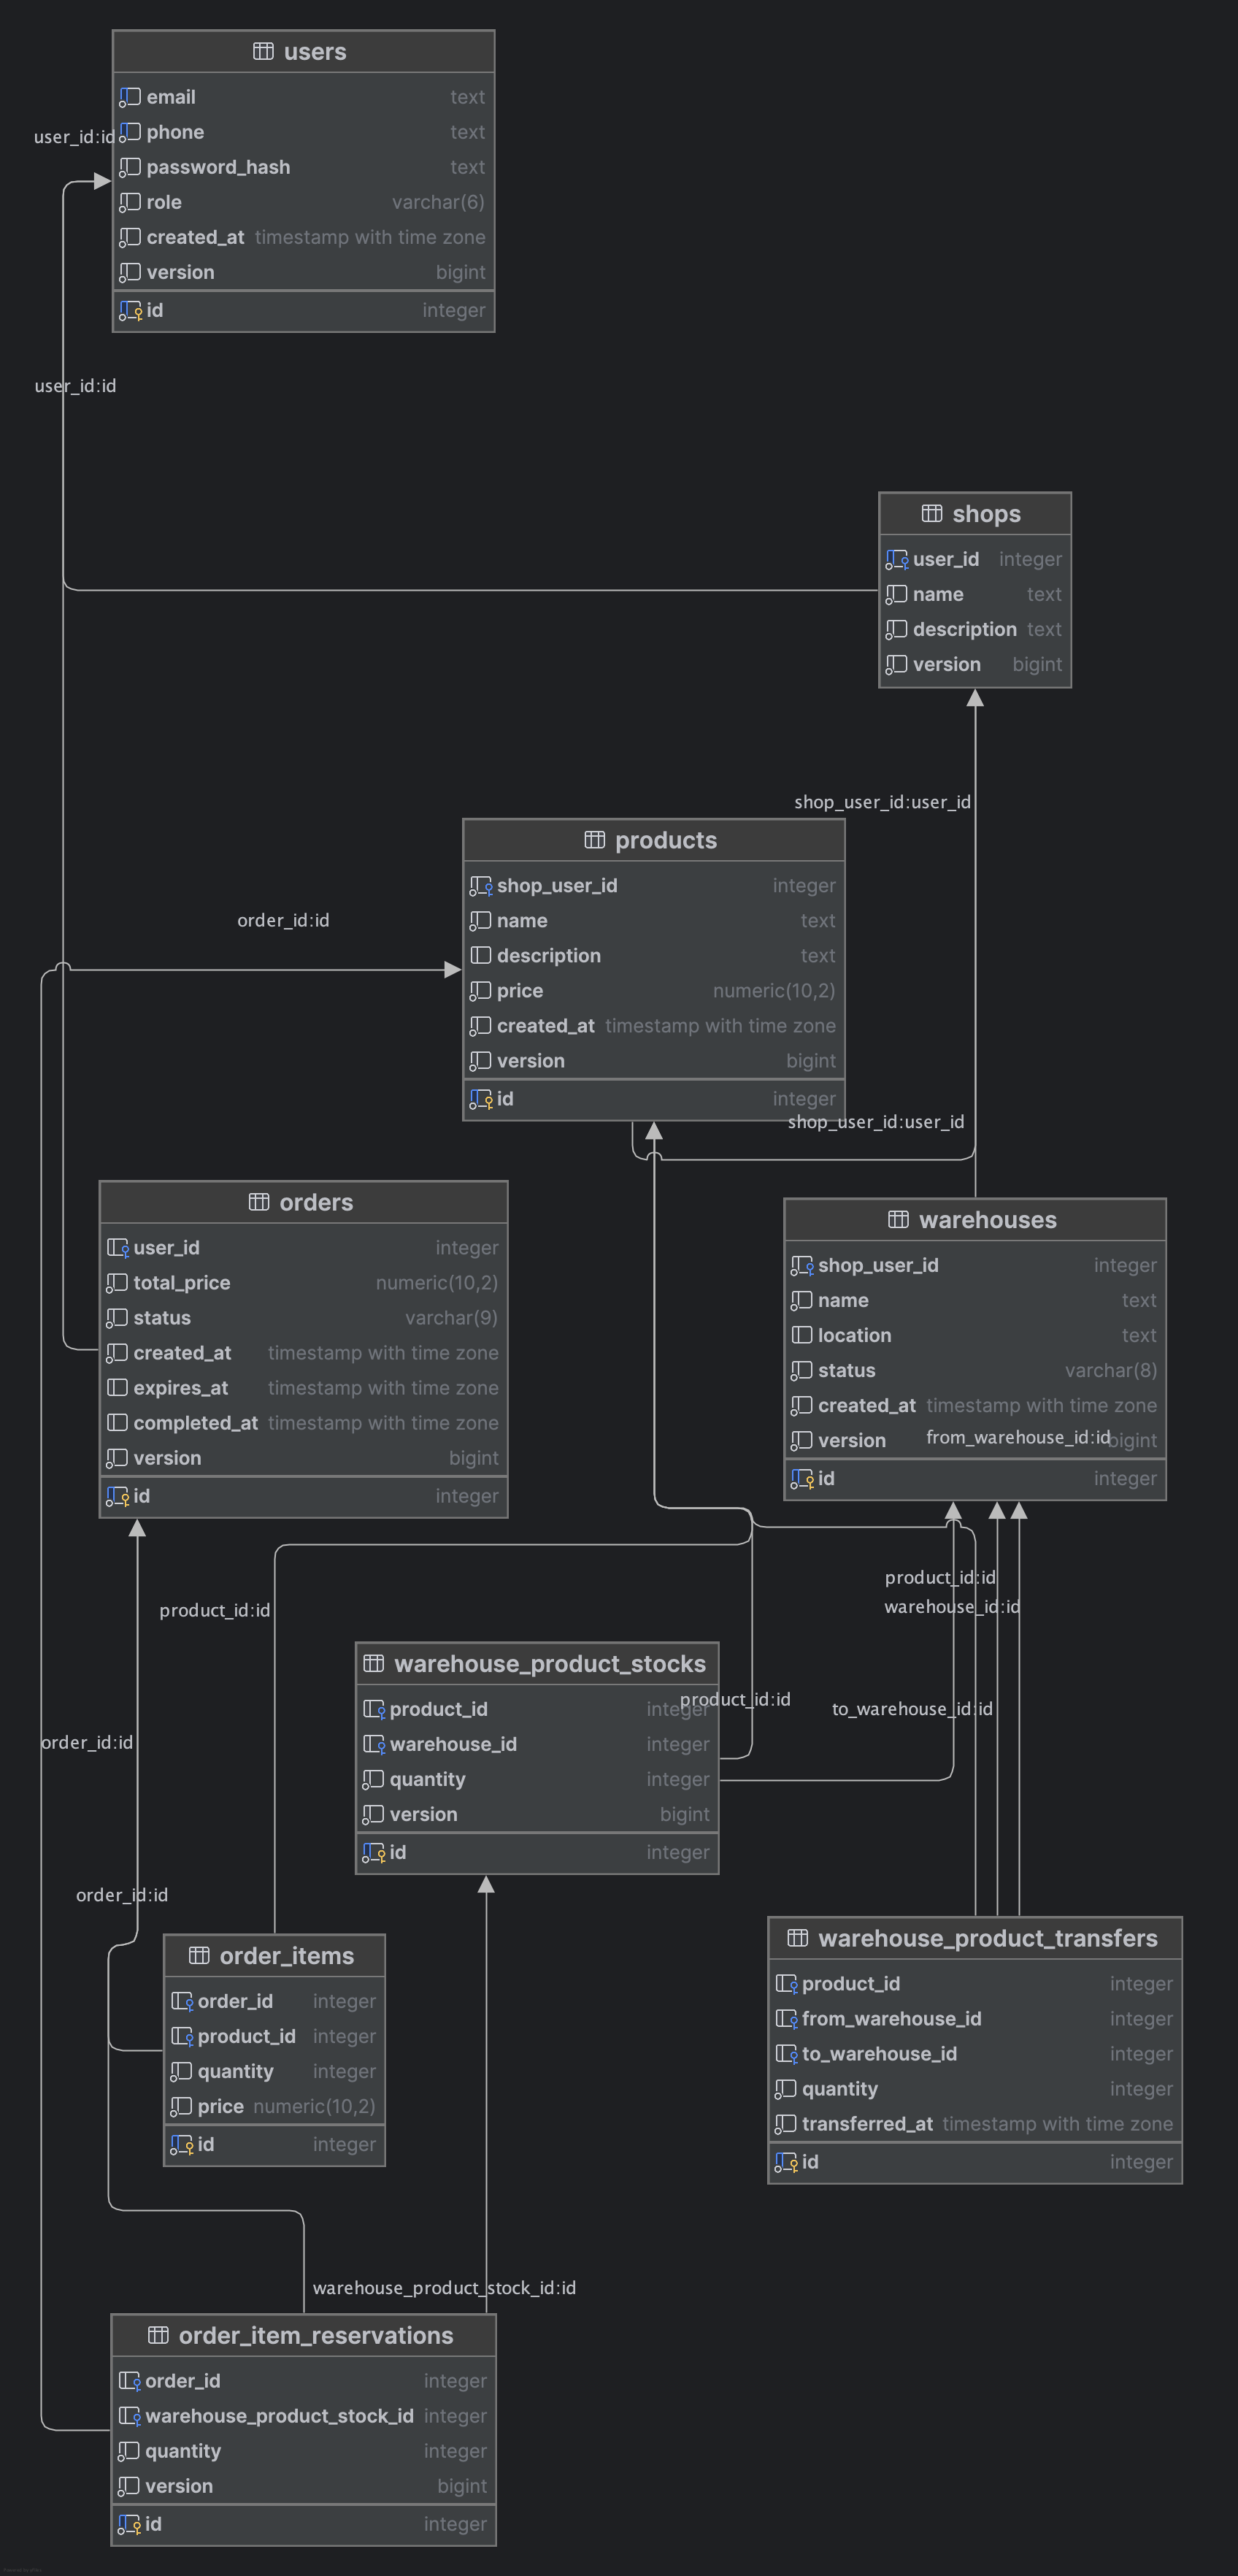 users
email text
user_id:id
phone text
password_hash text
role varchar(6)
created_at timestamp with time zone
version bigint
id integer
user_id:id
shops
user_id integer
name text
description text
version bigint
shop_user_id:user_id
products
shop_user_id integer
order_id:id
name text
description text
price numeric(10,2)
created_at timestamp with time zone
version bigint
id integer
shop_user_id:user_id
orders
user_id integer
total_price numeric(10,2)
status varchar(9)
created_at timestamp with time zone
expires_at timestamp with time zone
completed_at timestamp with time zone
version bigint
id integer
warehouses
shop_user_id integer
name text
location text
status varchar(8)
created_at timestamp with time zone
version bigint
from_warehouse_id:id
id integer
product_id:id
warehouse_id:id
product_id:id
warehouse_product_stocks
product_id integer
product_id:id
to_warehouse_id:id
warehouse_id integer
quantity integer
version bigint
id integer
order_id:id
order_id:id
order_items
order_id integer
product_id integer
quantity integer
price numeric(10,2)
id integer
warehouse_product_transfers
product_id integer
from_warehouse_id integer
to_warehouse_id integer
quantity integer
transferred_at timestamp with time zone
id integer
warehouse_product_stock_id:id
order_item_reservations
order_id integer
warehouse_product_stock_id integer
quantity integer
version bigint
id integer
Powered by yFiles